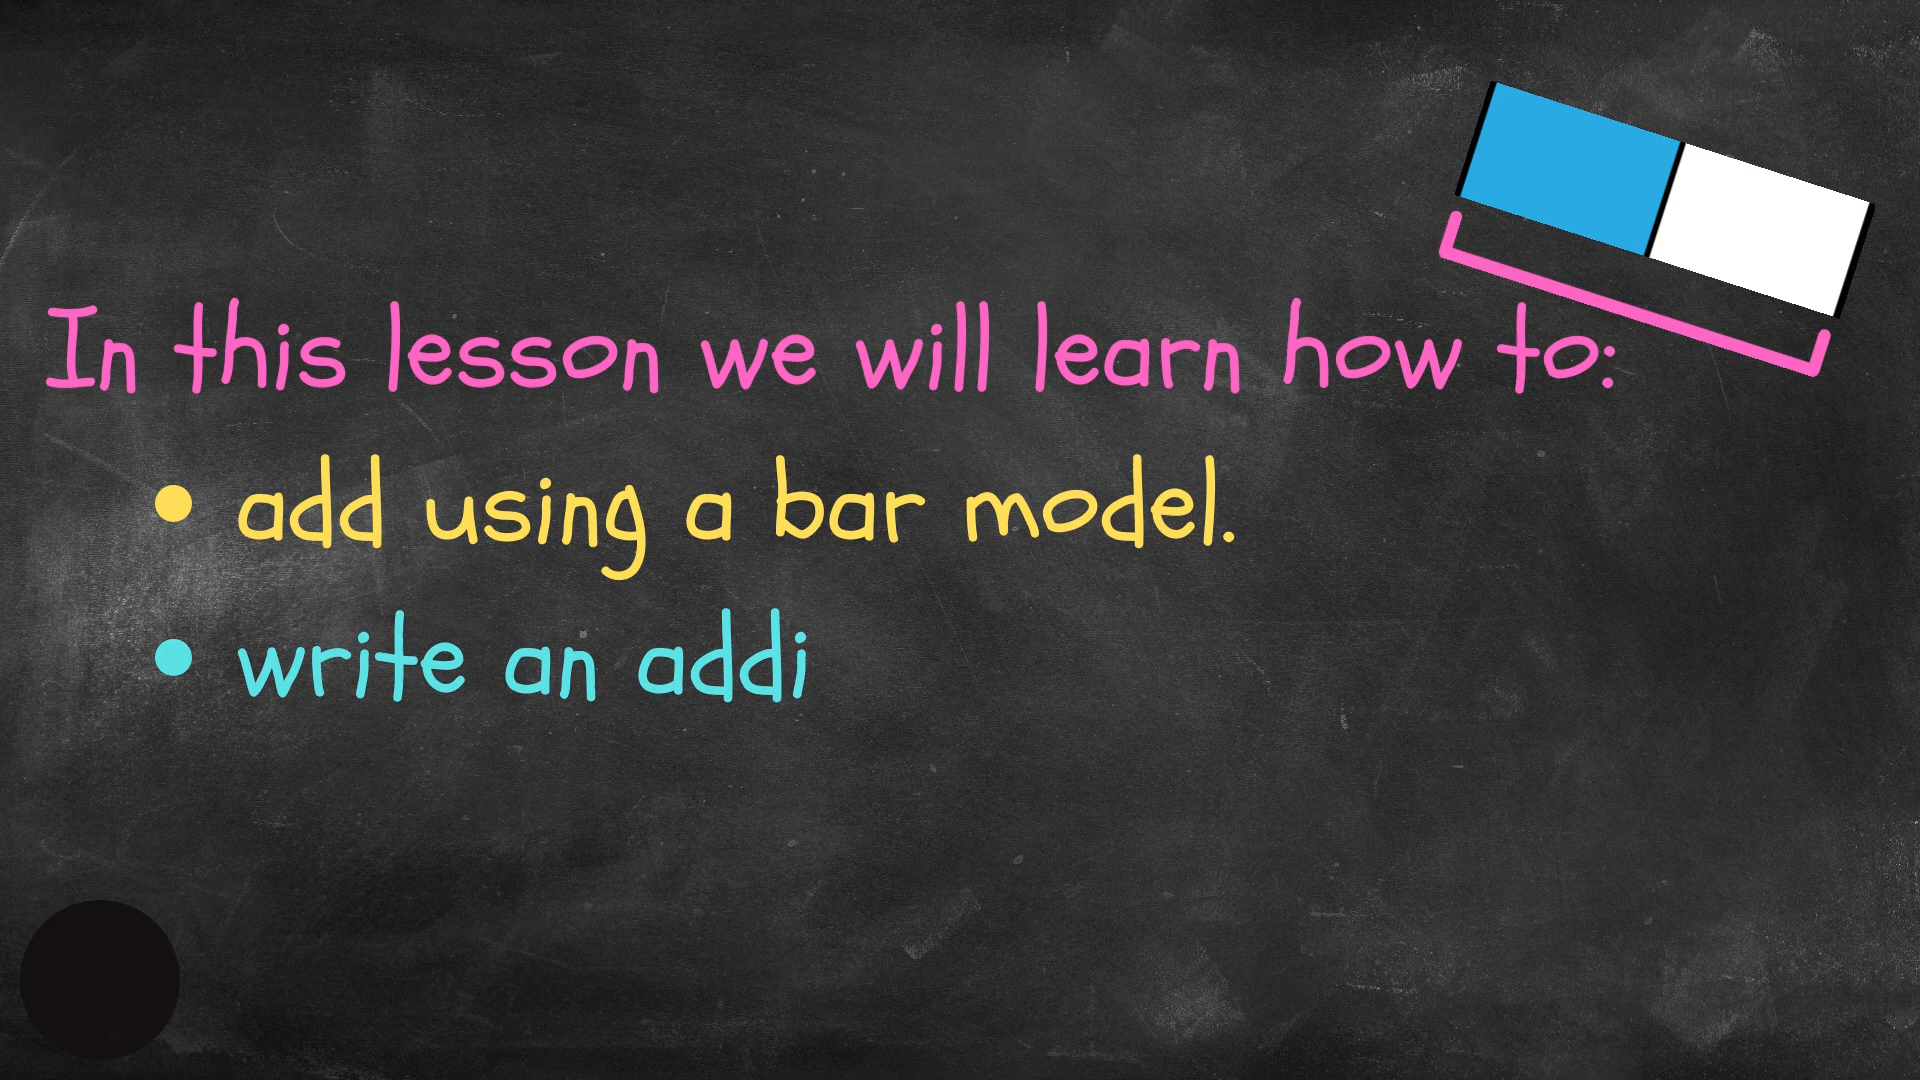 In this lesson we will learn how to:
• add using a bar model.
• write an addi